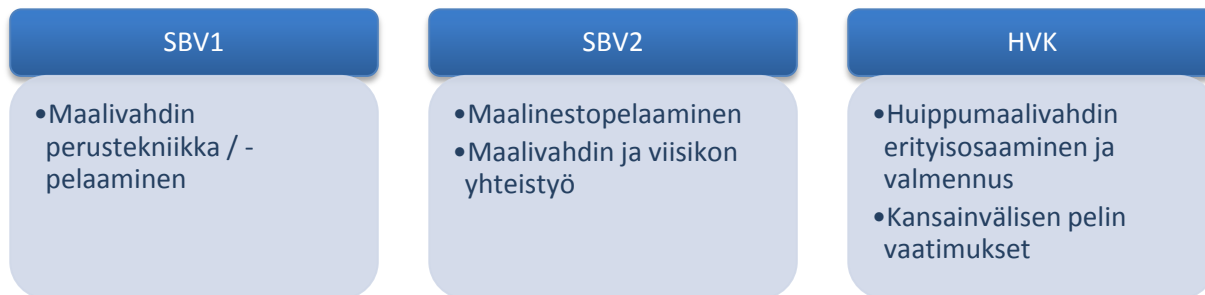 SBV1
•Maalivahdin
perustekniikka / -
pelaaminen
SBV2
•Maalinestopelaaminen
•Maalivahdin ja viisikon
yhteistyö
HVK
•Huippumaalivahdin
erityisosaaminen ja
valmennus
•Kansainvälisen pelin
vaatimukset